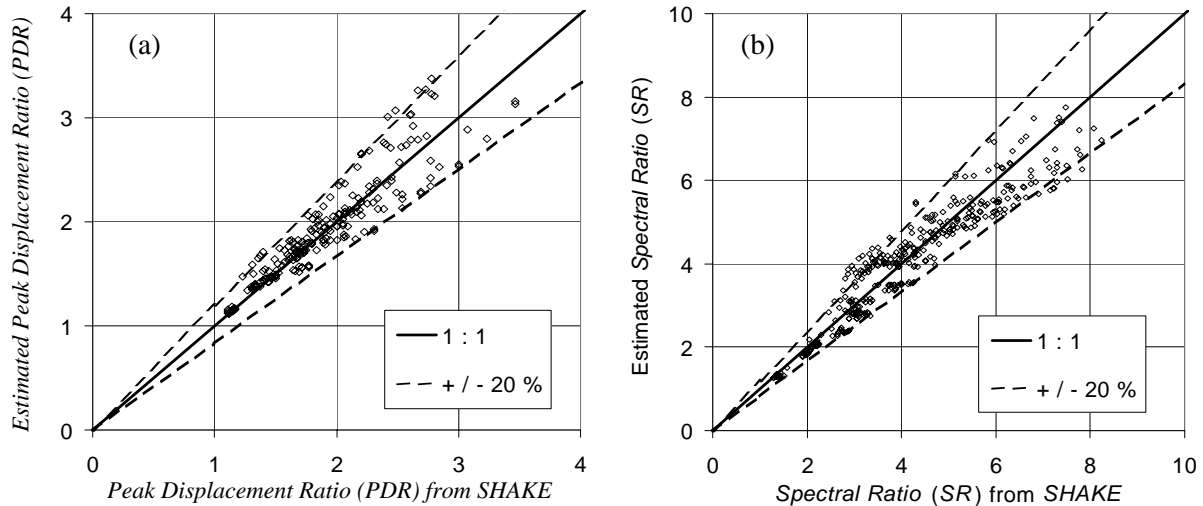 (a)
Estimated Peak Displacement Ratio (PDR)
4
3
2
1
0
0 1 2 3 4
Peak Displacement Ratio (PDR) from SHAKE
1 : 1
+ / - 20 %
(b)
Estimated Spectral Ratio (SR)
10
8
6
4
2
0
0 2 4 6 8 10
Spectral Ratio (SR) from SHAKE
1 : 1
+ / - 20 %